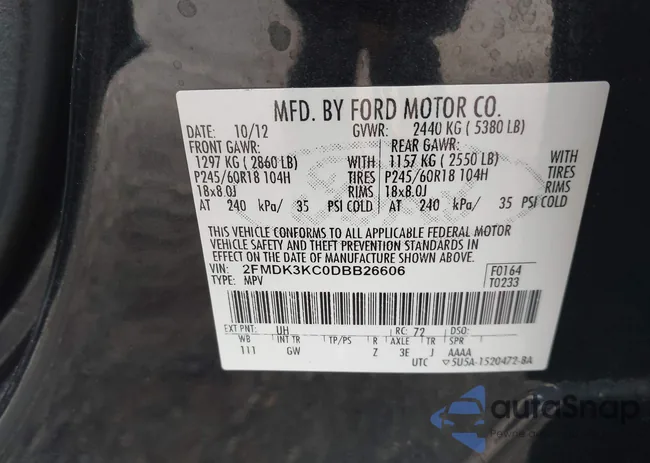 MFD. BY FORD MOTOR CO.
DATE: 10/12 GVWR: 2440 KG ( 5380 LB)
FRONT GAWR: REAR GAWR:
1297 KG ( 2860 LB) WITH 1157 KG ( 2550 LB) WITH
P245/60R18 104H TIRES P245/60R18 104H TIRES
18x8.0J RIMS 18x8.0J RIMS
AT 240 kPa/ 35 PSI COLD AT 240 kPa/ 35 PSI COLD
THIS VEHICLE CONFORMS TO ALL APPLICABLE FEDERAL MOTOR
VEHICLE SAFETY AND THEFT PREVENTION STANDARDS IN
EFFECT ON THE DATE OF MANUFACTURE SHOWN ABOVE.
VIN: 2FMDK3KC0DBB26606 F0164
TYPE: MPV T0233
EXT PNT: UH RC: 72 DSO:
WB INT TR TP/PS R AXLE TR SPR
111 GW Z 3E J AAAA
UTC ▽5U5A-1520472-BA
autoSnap